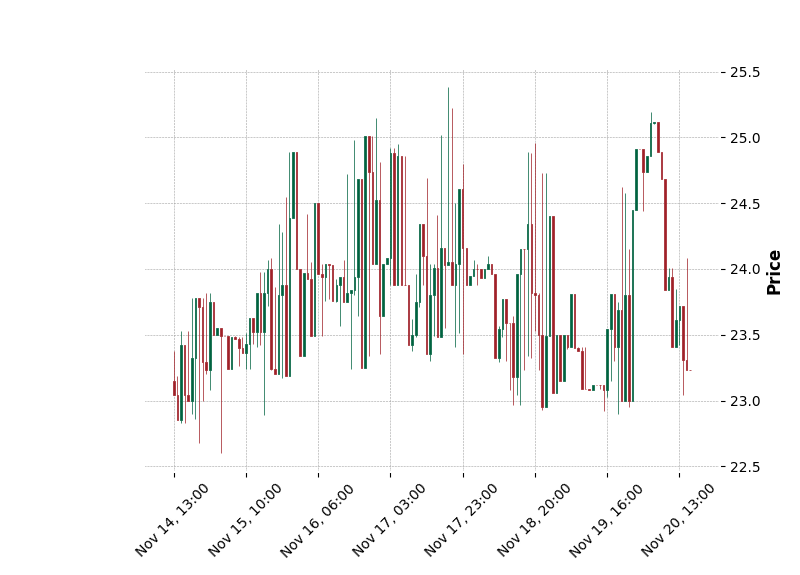 25.5
25.0
24.5
24.0
23.5
23.0
22.5
Price
Nov 14, 13:00
Nov 15, 10:00
Nov 16, 06:00
Nov 17, 03:00
Nov 17, 23:00
Nov 18, 20:00
Nov 19, 16:00
Nov 20, 13:00